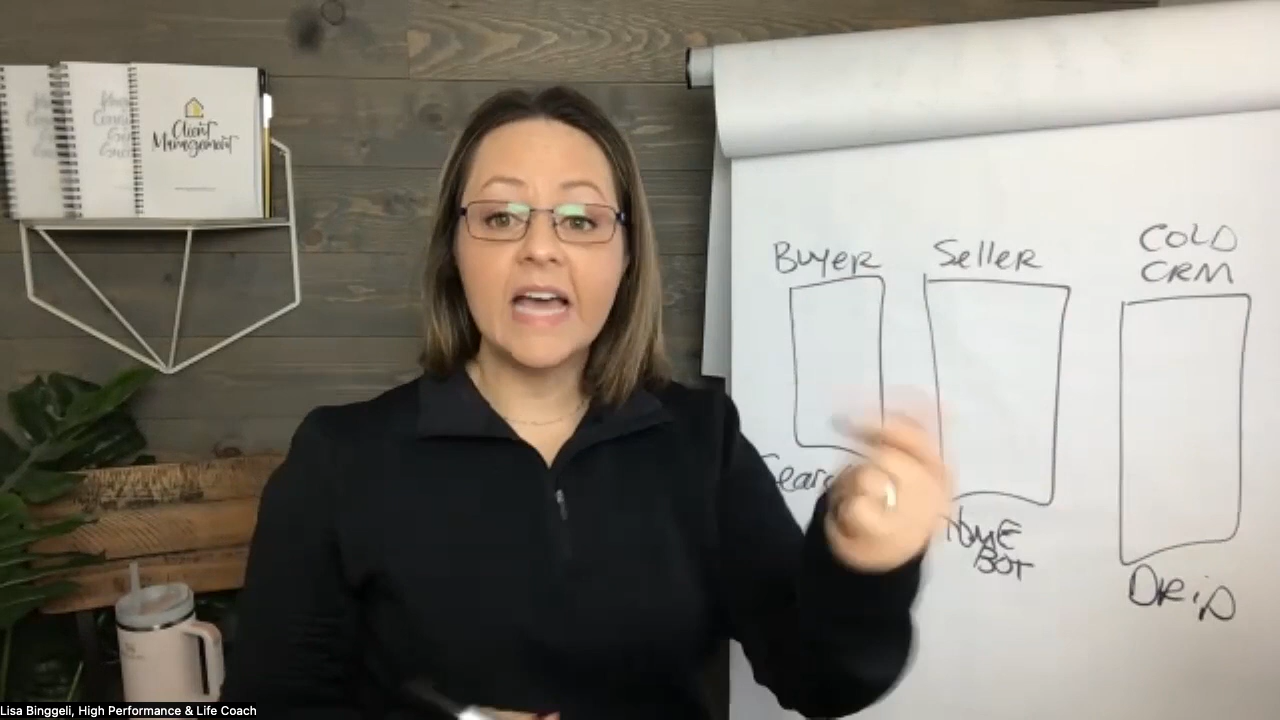 Client
Management
Buyer
Seller
COLD
CRM
HOME
BOT
DRiP
Lisa Binggeli, High Performance & Life Coach